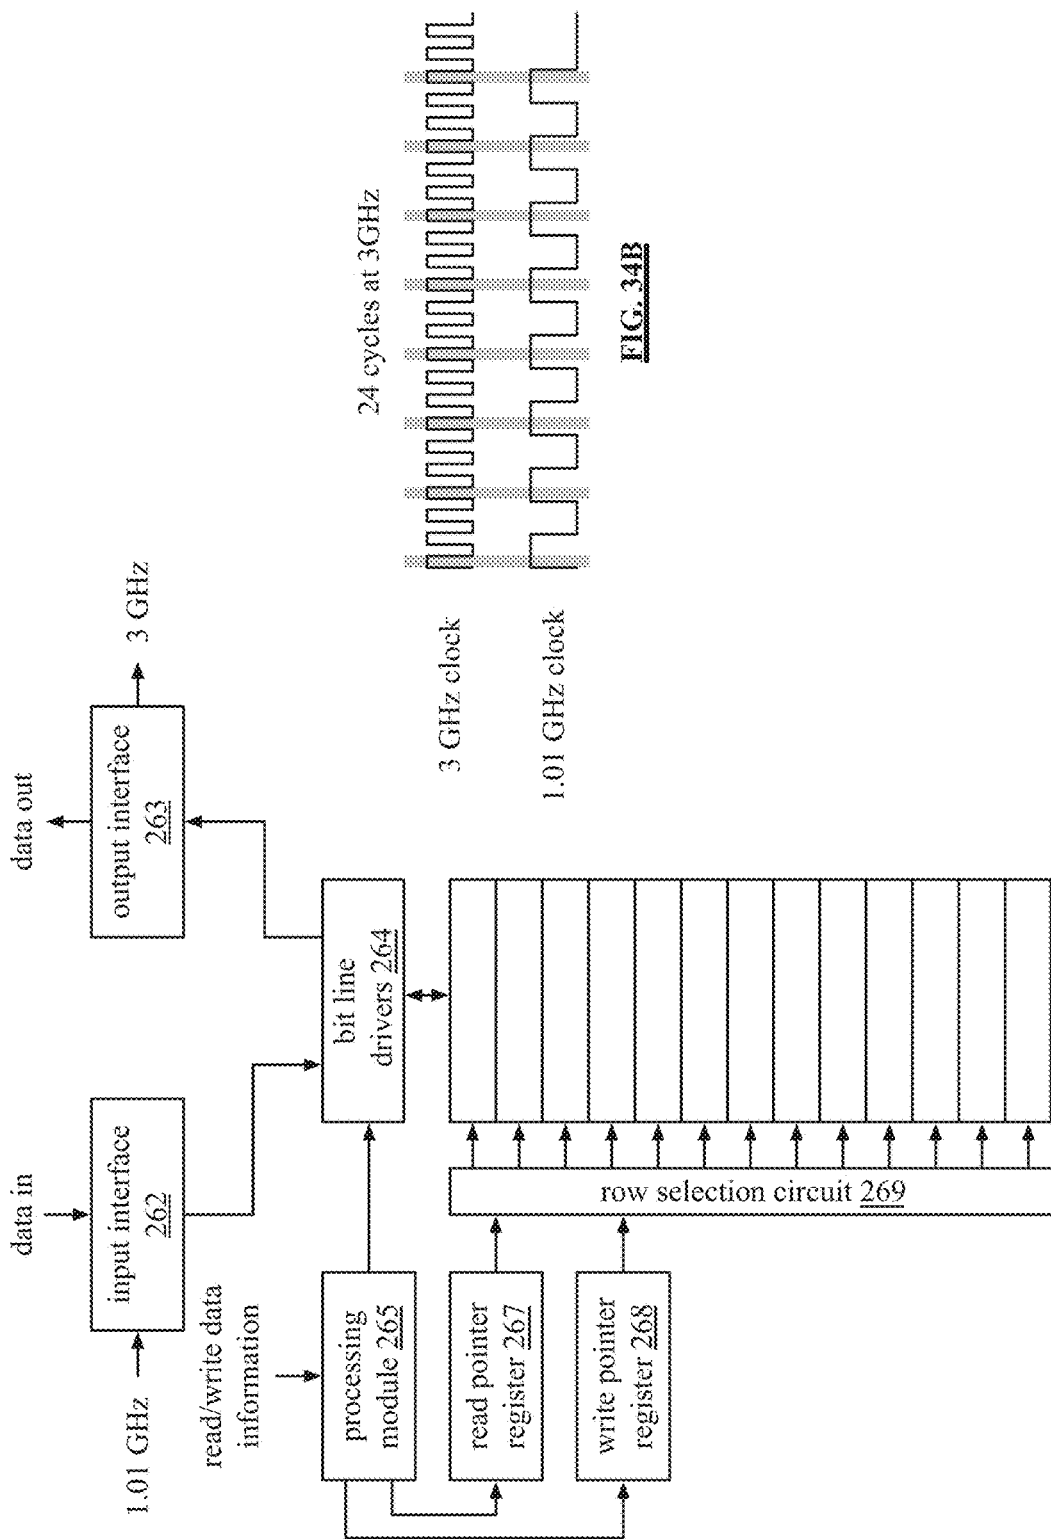 data in
data out
1.01 GHz
input interface
262
output interface
263
3 GHz
read/write data
information
processing
module 265
bit line
drivers 264
read pointer
register 267
write pointer
register 268
row selection circuit 269
24 cycles at 3GHz
3 GHz clock
1.01 GHz clock
FIG. 34B